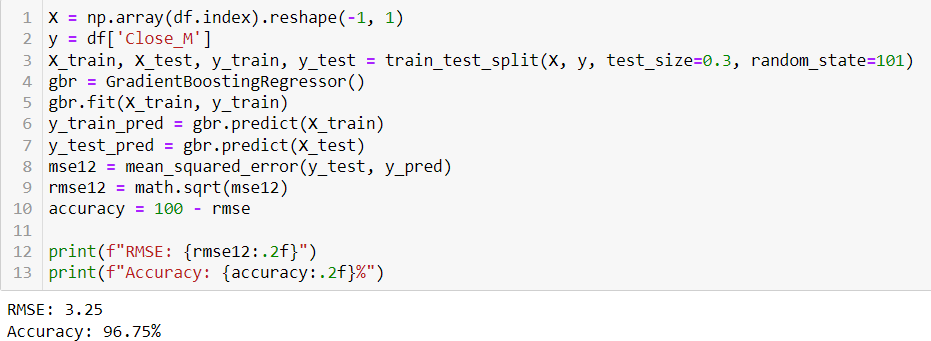 1 X = np.array(df.index).reshape(-1, 1)
2 y = df['Close_M']
3 X_train, X_test, y_train, y_test = train_test_split(X, y, test_size=0.3, random_state=101)
4 gbr = GradientBoostingRegressor()
5 gbr.fit(X_train, y_train)
6 y_train_pred = gbr.predict(X_train)
7 y_test_pred = gbr.predict(X_test)
8 mse12 = mean_squared_error(y_test, y_pred)
9 rmse12 = math.sqrt(mse12)
10 accuracy = 100 - rmse
11
12 print(f"RMSE: {rmse12:.2f}")
13 print(f"Accuracy: {accuracy:.2f}%")
RMSE: 3.25
Accuracy: 96.75%